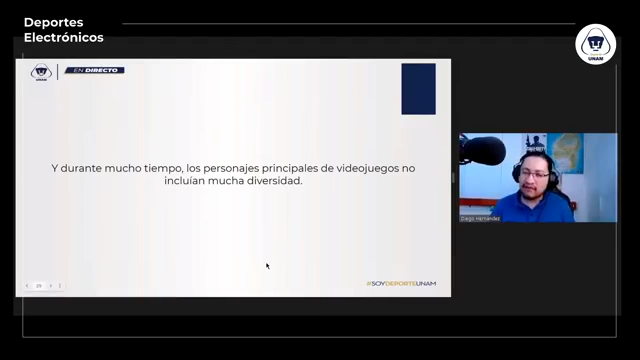 Deportes
Electrónicos
UNAM
UNAM
EN DIRECTO
Y durante mucho tiempo, los personajes principales de videojuegos no
incluían mucha diversidad.
Diego Hernández
#SOYDEPORTEUNAM